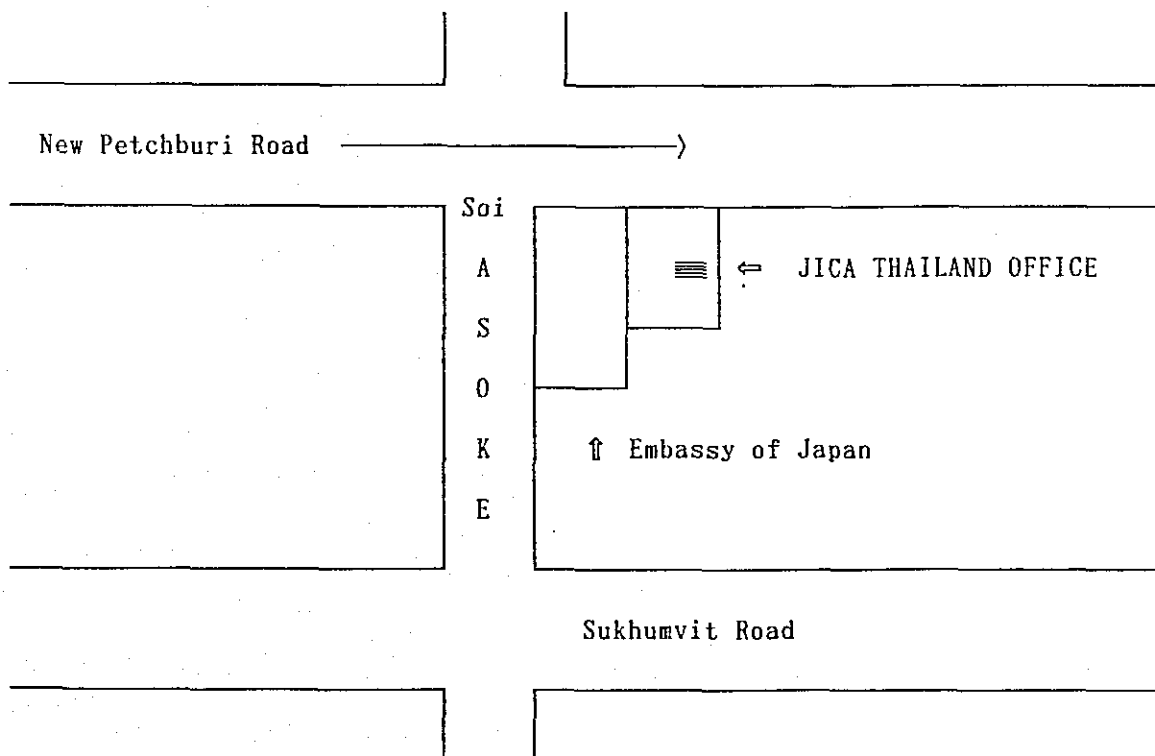 New Petchburi Road
Soi
A
JICA THAILAND OFFICE
S
O
K
Embassy of Japan
E
Sukhumvit Road